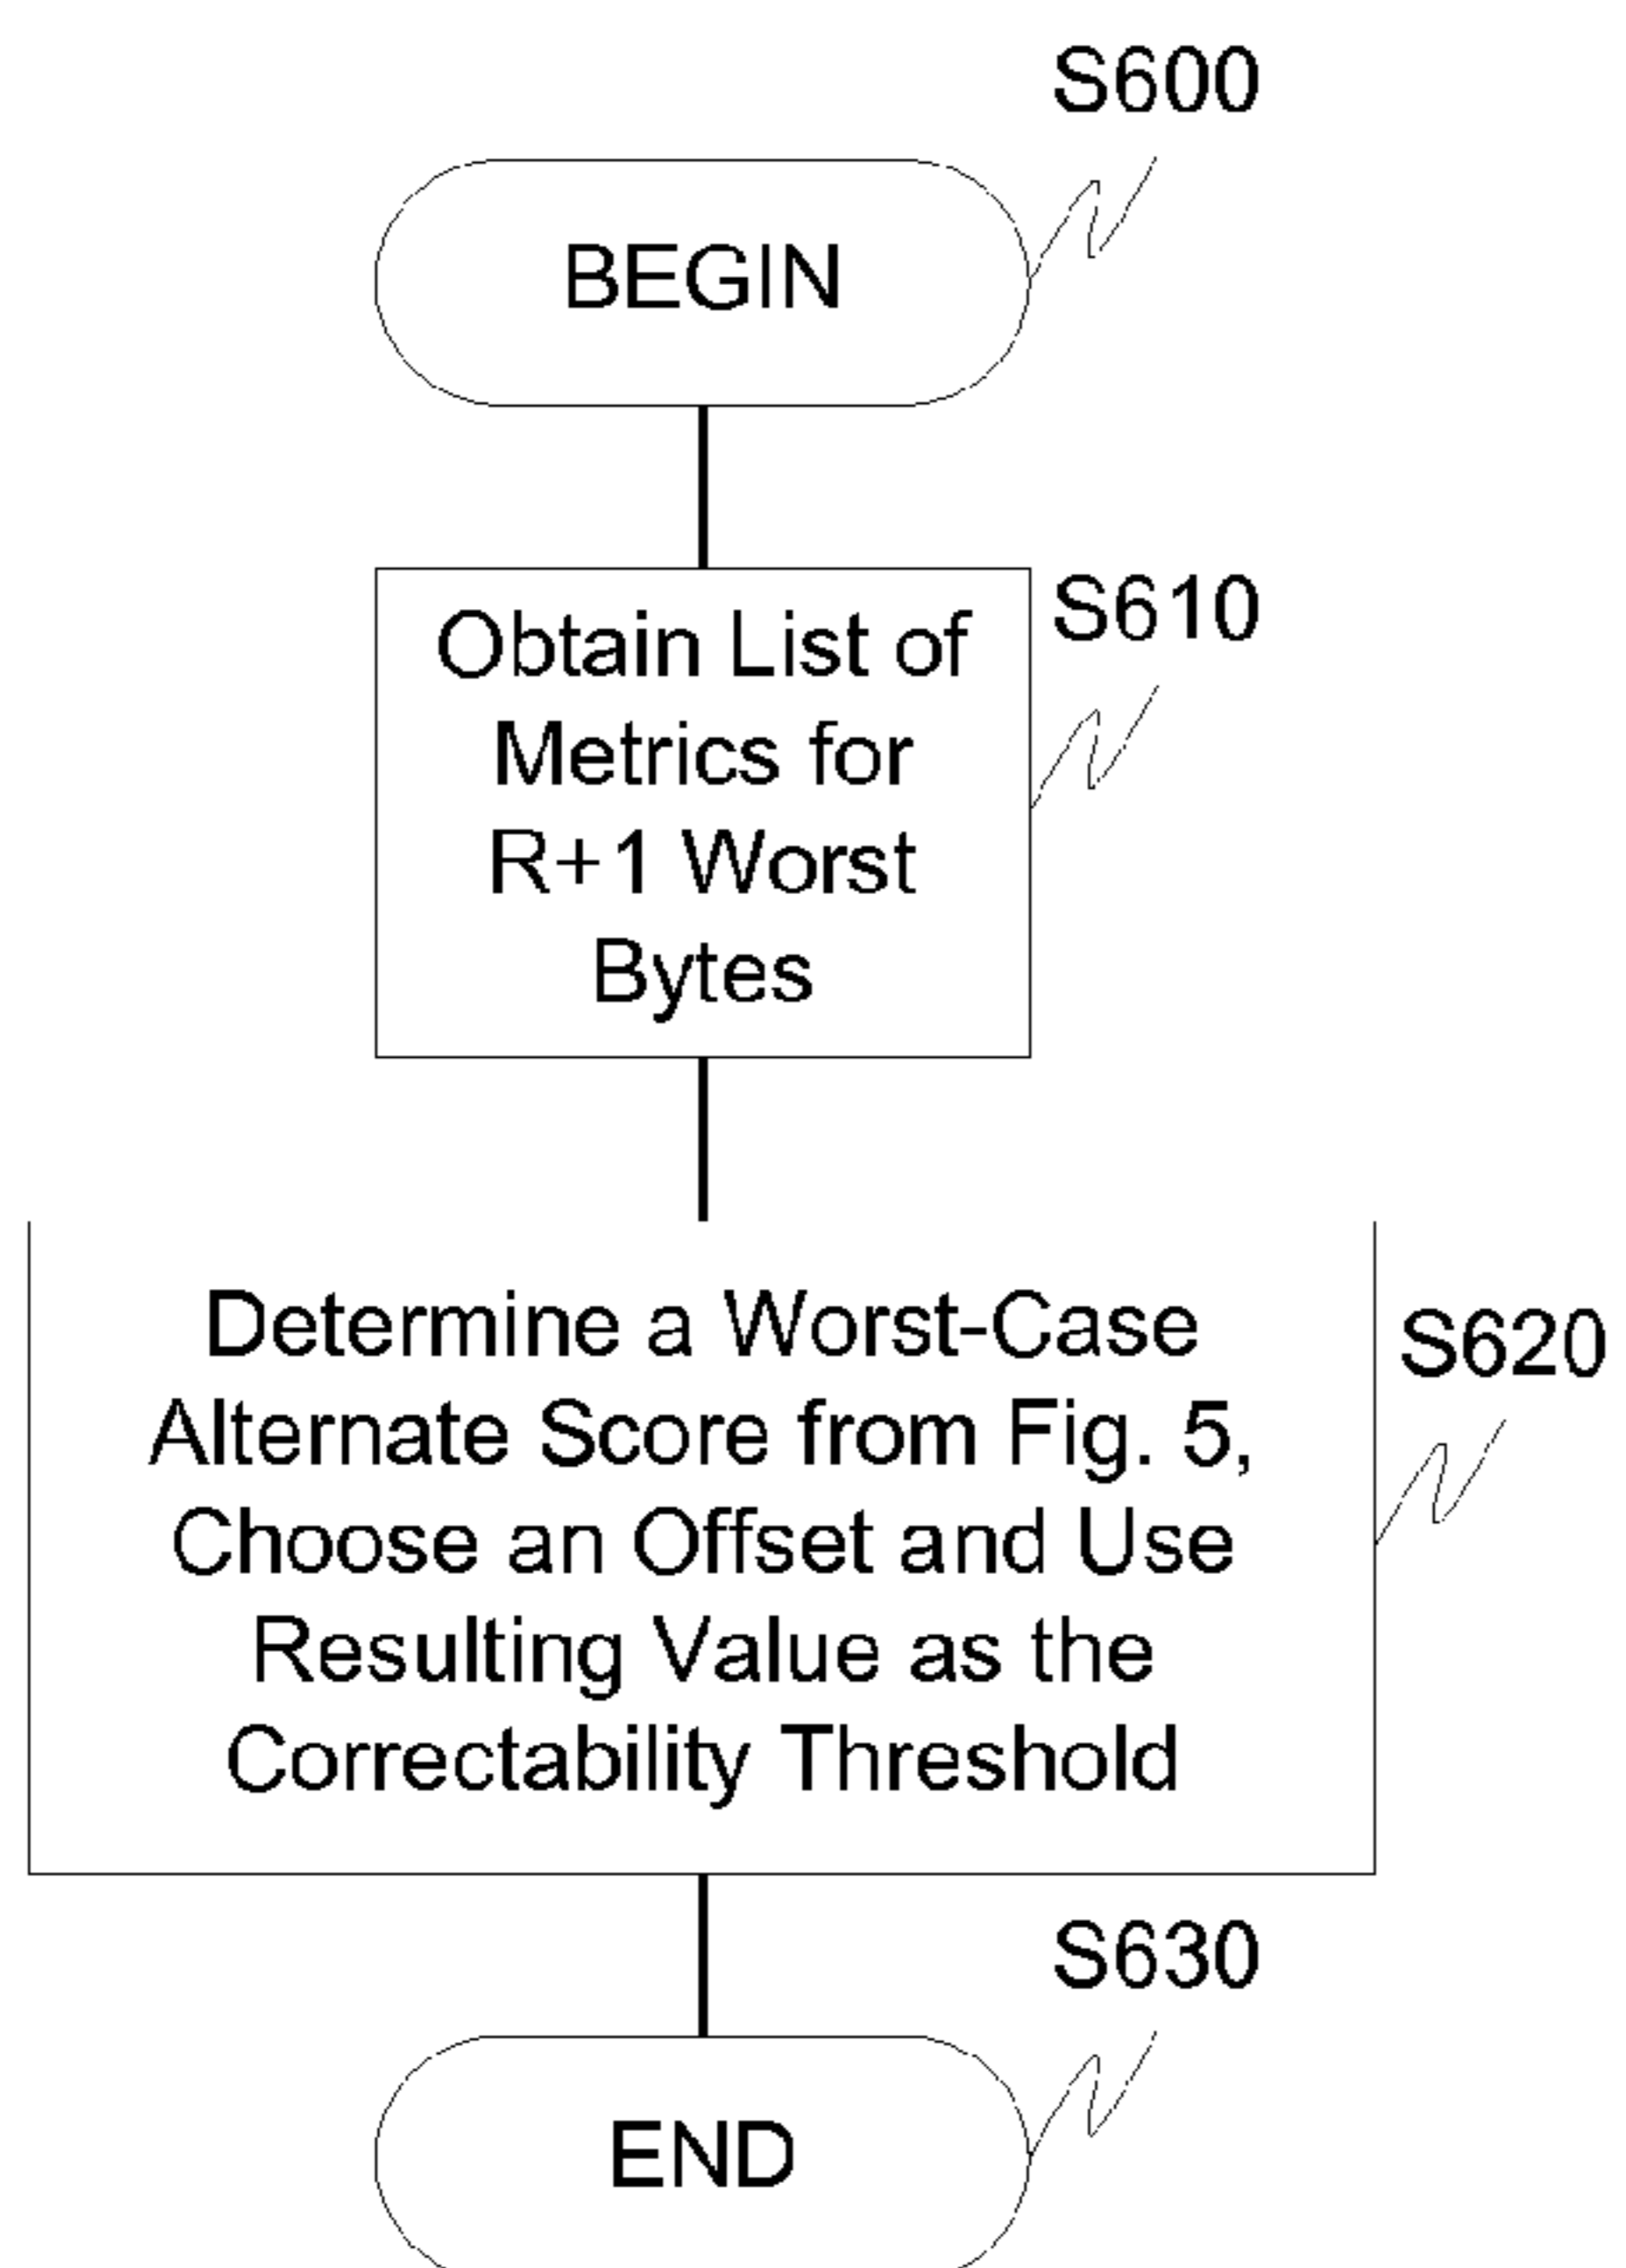 S600
BEGIN
S610
Obtain List of
Metrics for
R+1 Worst
Bytes
S620
Determine a Worst-Case
Alternate Score from Fig. 5,
Choose an Offset and Use
Resulting Value as the
Correctability Threshold
S630
END